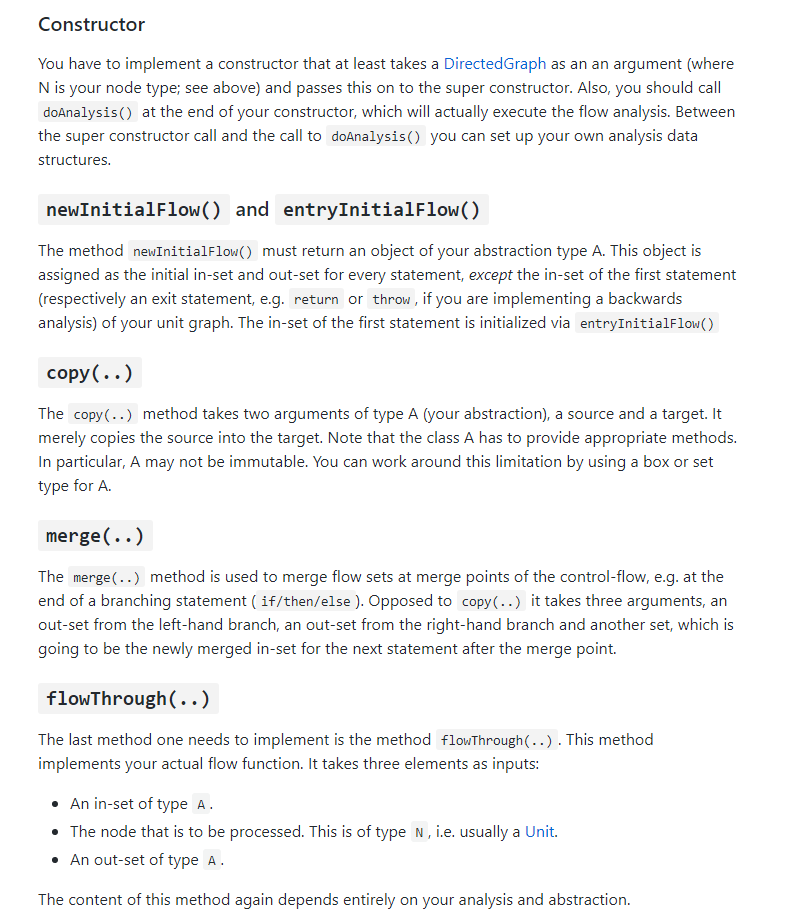 Constructor
You have to implement a constructor that at least takes a DirectedGraph as an an argument (where
N is your node type; see above) and passes this on to the super constructor. Also, you should call
doAnalysis() at the end of your constructor, which will actually execute the flow analysis. Between
the super constructor call and the call to doAnalysis() you can set up your own analysis data
structures.
newInitialFlow() and entryInitialFlow()
The method newInitialFlow() must return an object of your abstraction type A. This object is
assigned as the initial in-set and out-set for every statement, except the in-set of the first statement
(respectively an exit statement, e.g. return or throw, if you are implementing a backwards
analysis) of your unit graph. The in-set of the first statement is initialized via entryInitialFlow()
copy(..)
The copy(..) method takes two arguments of type A (your abstraction), a source and a target. It
merely copies the source into the target. Note that the class A has to provide appropriate methods.
In particular, A may not be immutable. You can work around this limitation by using a box or set
type for A.
merge(..)
The merge(..) method is used to merge flow sets at merge points of the control-flow, e.g. at the
end of a branching statement ( if/then/else ). Opposed to copy(..) it takes three arguments, an
out-set from the left-hand branch, an out-set from the right-hand branch and another set, which is
going to be the newly merged in-set for the next statement after the merge point.
flowThrough(..)
The last method one needs to implement is the method flowThrough(..). This method
implements your actual flow function. It takes three elements as inputs:
• An in-set of type A.
• The node that is to be processed. This is of type N, i.e. usually a Unit.
• An out-set of type A.
The content of this method again depends entirely on your analysis and abstraction.